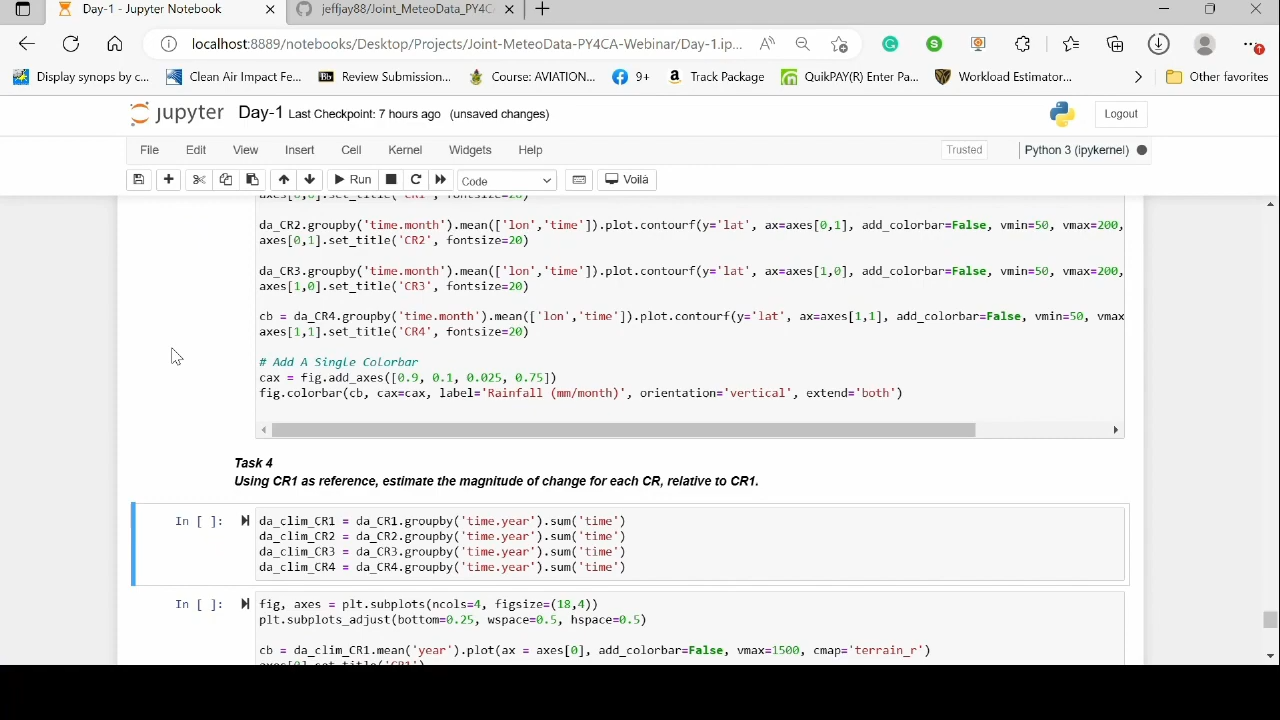 Day-1 - Jupyter Notebook
jeffjay88/Joint_MeteoData_PY4C
localhost:8889/notebooks/Desktop/Projects/Joint-MeteoData-PY4CA-Webinar/Day-1.ip...
Display sopups by c...
Clean Air Impact Fe...
Bb Review Submission...
Course: AVIATION...
9+
Track Package
QuikPAY(R) Enter Pa...
Workload Estimator...
Other favorites
jupyter Day-1 Last Checkpoint: 7 hours ago (unsaved changes)
Logout
File Edit View Insert Cell Kernel Widgets Help
Trusted
Python 3 (ipykernel)
Run Code Voilà
axes[0,0].set_title('CR1', fontsize=20)
da_CR2.groupby('time.month').mean(['lon','time']).plot.contourf(y='lat', ax=axes[0,1], add_colorbar=False, vmin=50, vmax=200,
axes[0,1].set_title('CR2', fontsize=20)
da_CR3.groupby('time.month').mean(['lon','time']).plot.contourf(y='lat', ax=axes[1,0], add_colorbar=False, vmin=50, vmax=200,
axes[1,0].set_title('CR3', fontsize=20)
cb = da_CR4.groupby('time.month').mean(['lon','time']).plot.contourf(y='lat', ax=axes[1,1], add_colorbar=False, vmin=50, vmax
axes[1,1].set_title('CR4', fontsize=20)
# Add A Single Colorbar
cax = fig.add_axes([0.9, 0.1, 0.025, 0.75])
fig.colorbar(cb, cax=cax, label='Rainfall (mm/month)', orientation='vertical', extend='both')
Task 4
Using CR1 as reference, estimate the magnitude of change for each CR, relative to CR1.
In [ ]:
da_clim_CR1 = da_CR1.groupby('time.year').sum('time')
da_clim_CR2 = da_CR2.groupby('time.year').sum('time')
da_clim_CR3 = da_CR3.groupby('time.year').sum('time')
da_clim_CR4 = da_CR4.groupby('time.year').sum('time')
In [ ]:
fig, axes = plt.subplots(ncols=4, figsize=(18,4))
plt.subplots_adjust(bottom=0.25, wspace=0.5, hspace=0.5)
cb = da_clim_CR1.mean('year').plot(ax = axes[0], add_colorbar=False, vmax=1500, cmap='terrain_r')
axes[0].set_title('CR1')